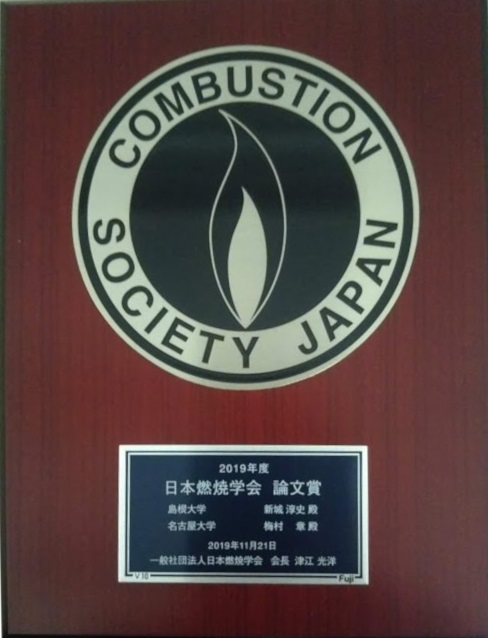 COMBUSTION
SOCIETY JAPAN
2019年度
日本燃焼学会 論文賞
島根大学 新城 淳史 殿
名古屋大学 梅村 章 殿
2019年11月21日
一般社団法人日本燃焼学会 会長 津江 光洋
V10 Fuji